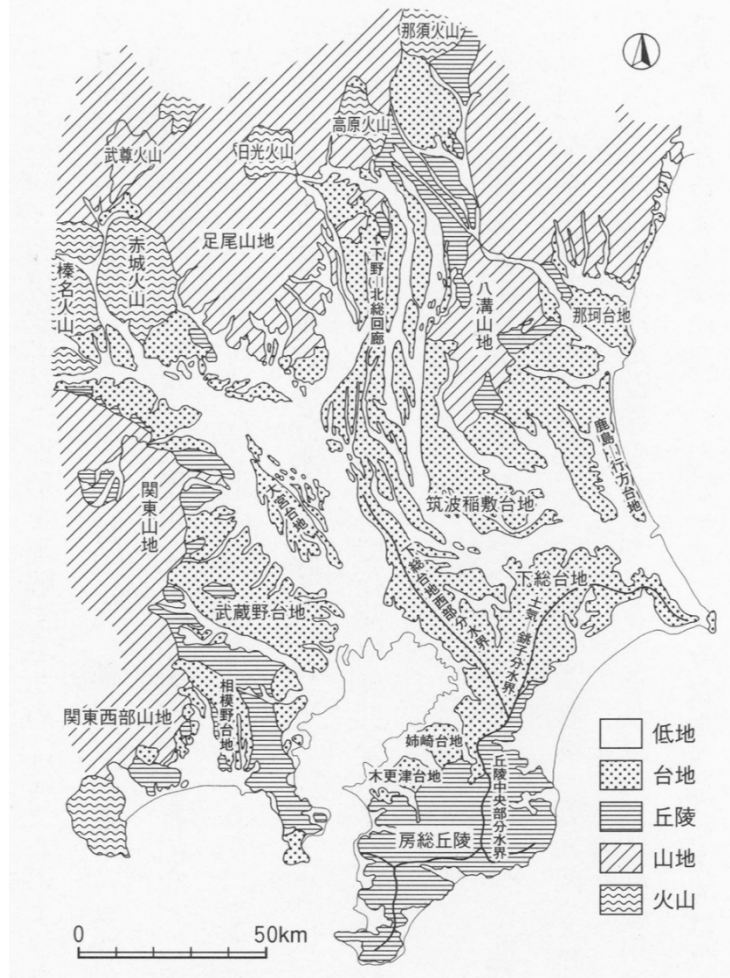 那須火山
高原火山
日光火山
武尊火山
足尾山地
赤城火山
榛名火山
下野－北総回廊
八溝山地
那珂台地
鹿島－行方台地
関東山地
大宮台地
筑波稲敷台地
下総台地
下総台地西部分水界
土気－銚子分水界
武蔵野台地
相模野台地
関東西部山地
姉崎台地
木更津台地
丘陵中央部分水界
房総丘陵
低地
台地
丘陵
山地
火山
0 50km